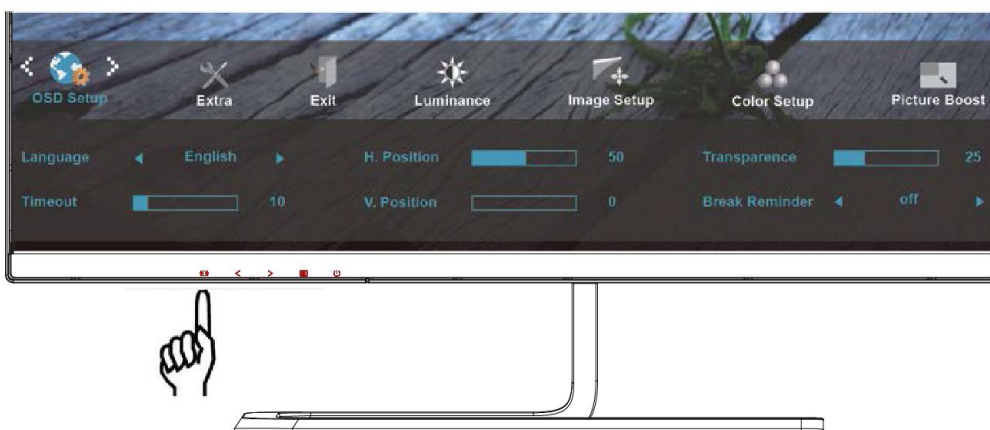 OSD Setup Extra Exit Luminance Image Setup Color Setup Picture Boost
Language English H. Position 50 Transparence 25
Timeout 10 V. Position 0 Break Reminder off